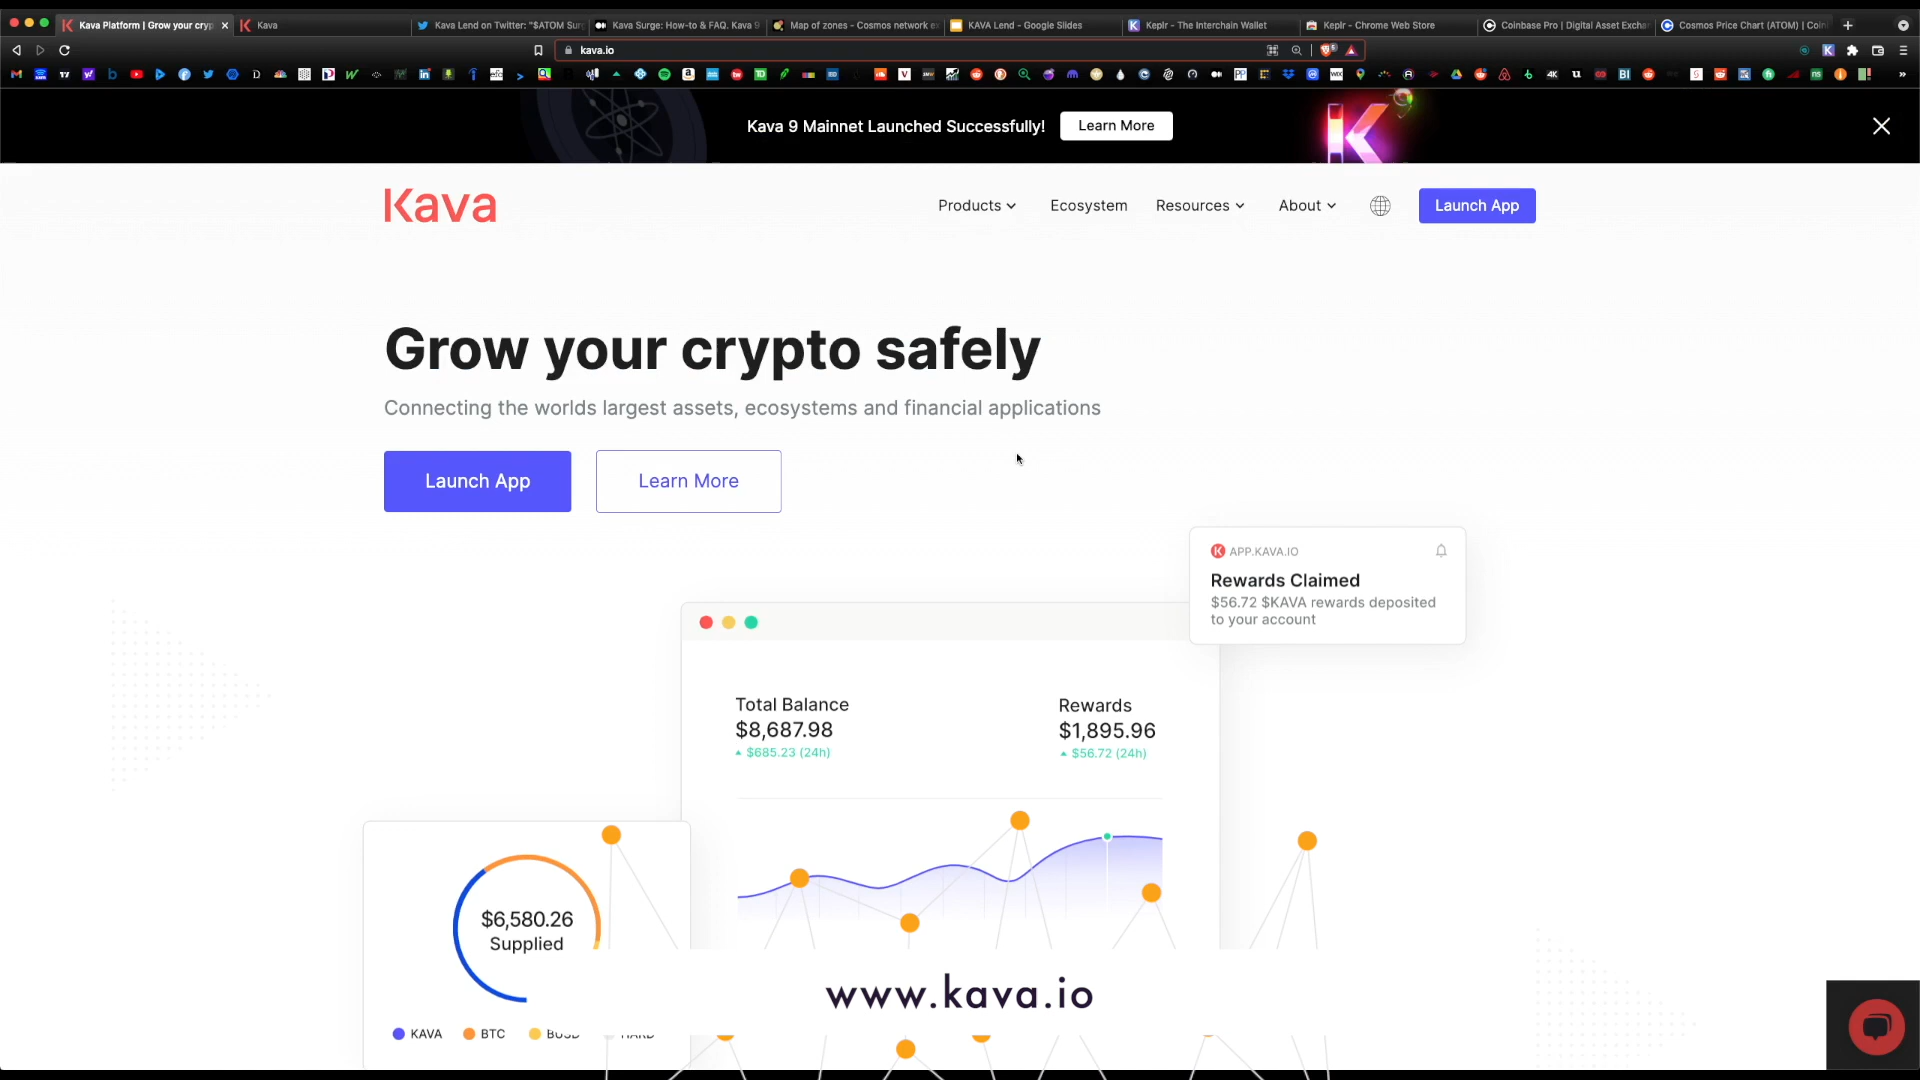 Kava Platform | Grow your cryp
Kava
Kava Lend on Twitter: "$ATOM Sur
Kava Surge: How-to & FAQ. Kava 9
Map of zones - Cosmos network e
KAVA Lend - Google Slides
Keplr - The Interchain Wallet
Keplr - Chrome Web Store
Coinbase Pro | Digital Asset Excha
Cosmos Price Chart (ATOM) | Coin
kava.io
Kava 9 Mainnet Launched Successfully!
Learn More
Kava
Products
Ecosystem
Resources
About
Launch App
Grow your crypto safely
Connecting the worlds largest assets, ecosystems and financial applications
Launch App
Learn More
APP.KAVA.IO
Rewards Claimed
$56.72 $KAVA rewards deposited
to your account
Total Balance
$8,687.98
$685.23 (24h)
Rewards
$1,895.96
$56.72 (24h)
$6,580.26
Supplied
www.kava.io
KAVA
BTC
BUSD
HARD